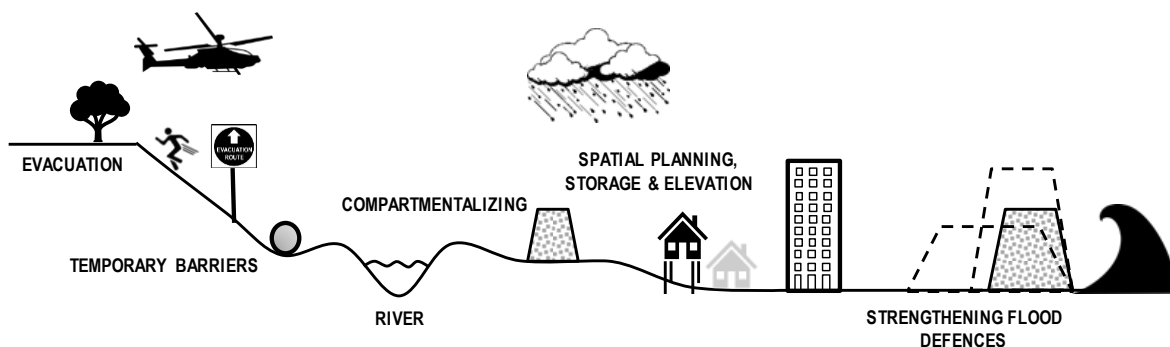 EVACUATION
EVACUATION
ROUTE
TEMPORARY BARRIERS
COMPARTMENTALIZING
RIVER
SPATIAL PLANNING,
STORAGE & ELEVATION
STRENGTHENING FLOOD
DEFENCES